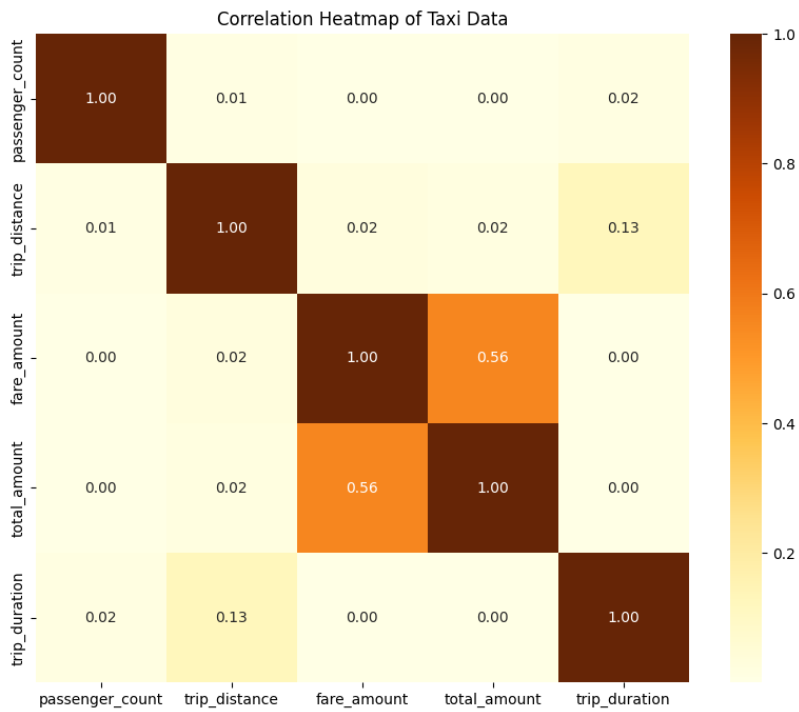 Correlation Heatmap of Taxi Data
passenger_count 1.00 0.01 0.00 0.00 0.02
trip_distance 0.01 1.00 0.02 0.02 0.13
fare_amount 0.00 0.02 1.00 0.56 0.00
total_amount 0.00 0.02 0.56 1.00 0.00
trip_duration 0.02 0.13 0.00 0.00 1.00
passenger_count trip_distance fare_amount total_amount trip_duration
1.0
0.8
0.6
0.4
0.2